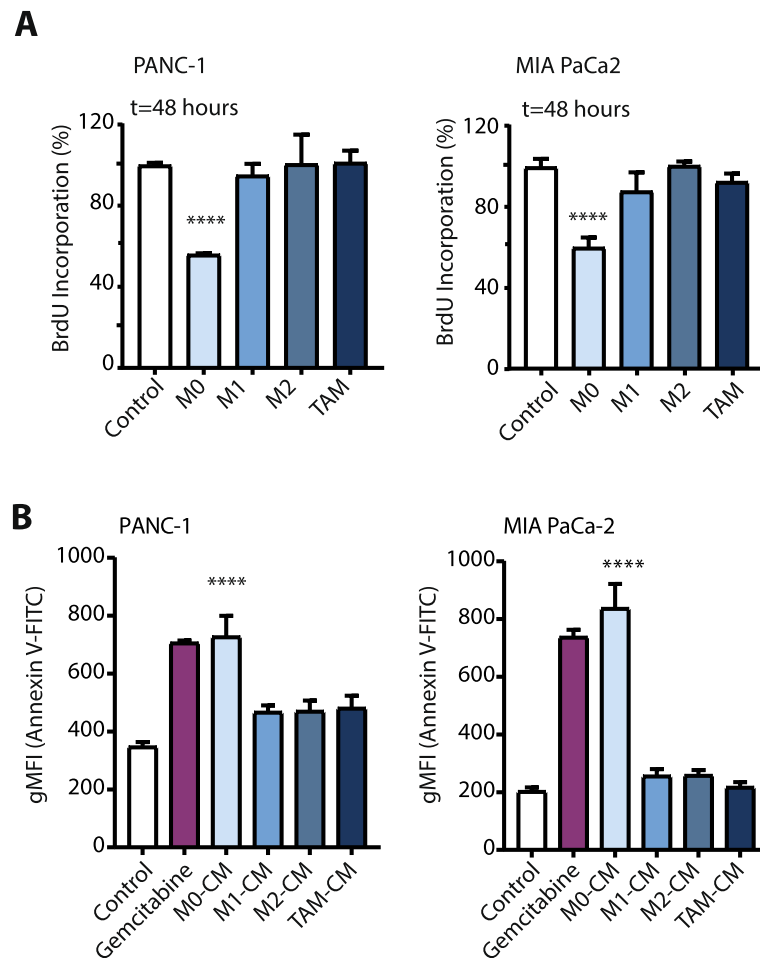 A
PANC-1
t=48 hours
BrdU Incorporation (%)
120
80
40
0
****
Control
M0
M1
M2
TAM
MIA PaCa2
t=48 hours
BrdU Incorporation (%)
120
80
40
0
****
Control
M0
M1
M2
TAM
B
PANC-1
gMFI (Annexin V-FITC)
1000
800
600
400
200
0
****
Control
Gemcitabine
M0-CM
M1-CM
M2-CM
TAM-CM
MIA PaCa-2
gMFI (Annexin V-FITC)
1000
800
600
400
200
0
****
Control
Gemcitabine
M0-CM
M1-CM
M2-CM
TAM-CM